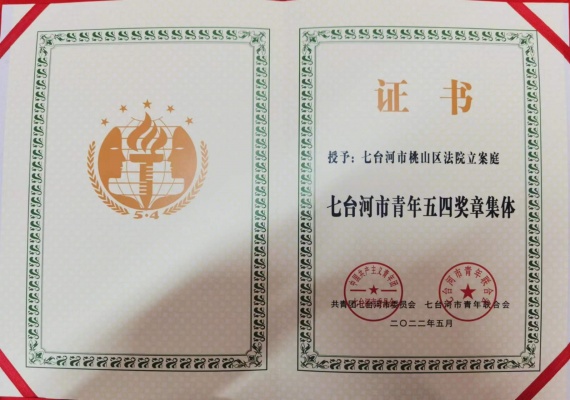 5·4
证书
授予：七台河市桃山区法院立案庭
七台河市青年五四奖章集体
共青团七台河市委员会 七台河市青年联合会
二〇二二年五月